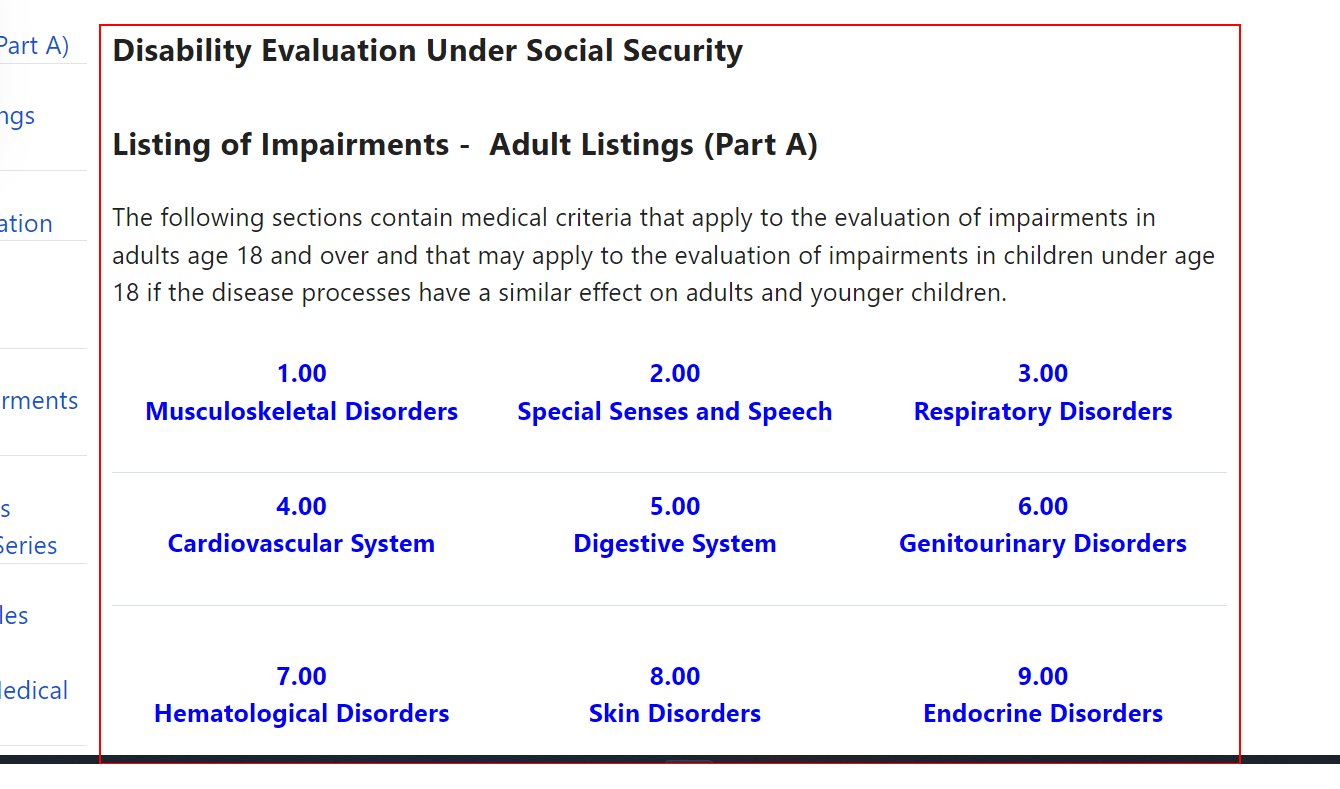 Part A)
Disability Evaluation Under Social Security
ngs
Listing of Impairments -  Adult Listings (Part A)
ation
The following sections contain medical criteria that apply to the evaluation of impairments in
adults age 18 and over and that may apply to the evaluation of impairments in children under age
18 if the disease processes have a similar effect on adults and younger children.
1.00
Musculoskeletal Disorders
2.00
Special Senses and Speech
3.00
Respiratory Disorders
rments
4.00
Cardiovascular System
5.00
Digestive System
6.00
Genitourinary Disorders
s
Series
les
7.00
Hematological Disorders
8.00
Skin Disorders
9.00
Endocrine Disorders
edical